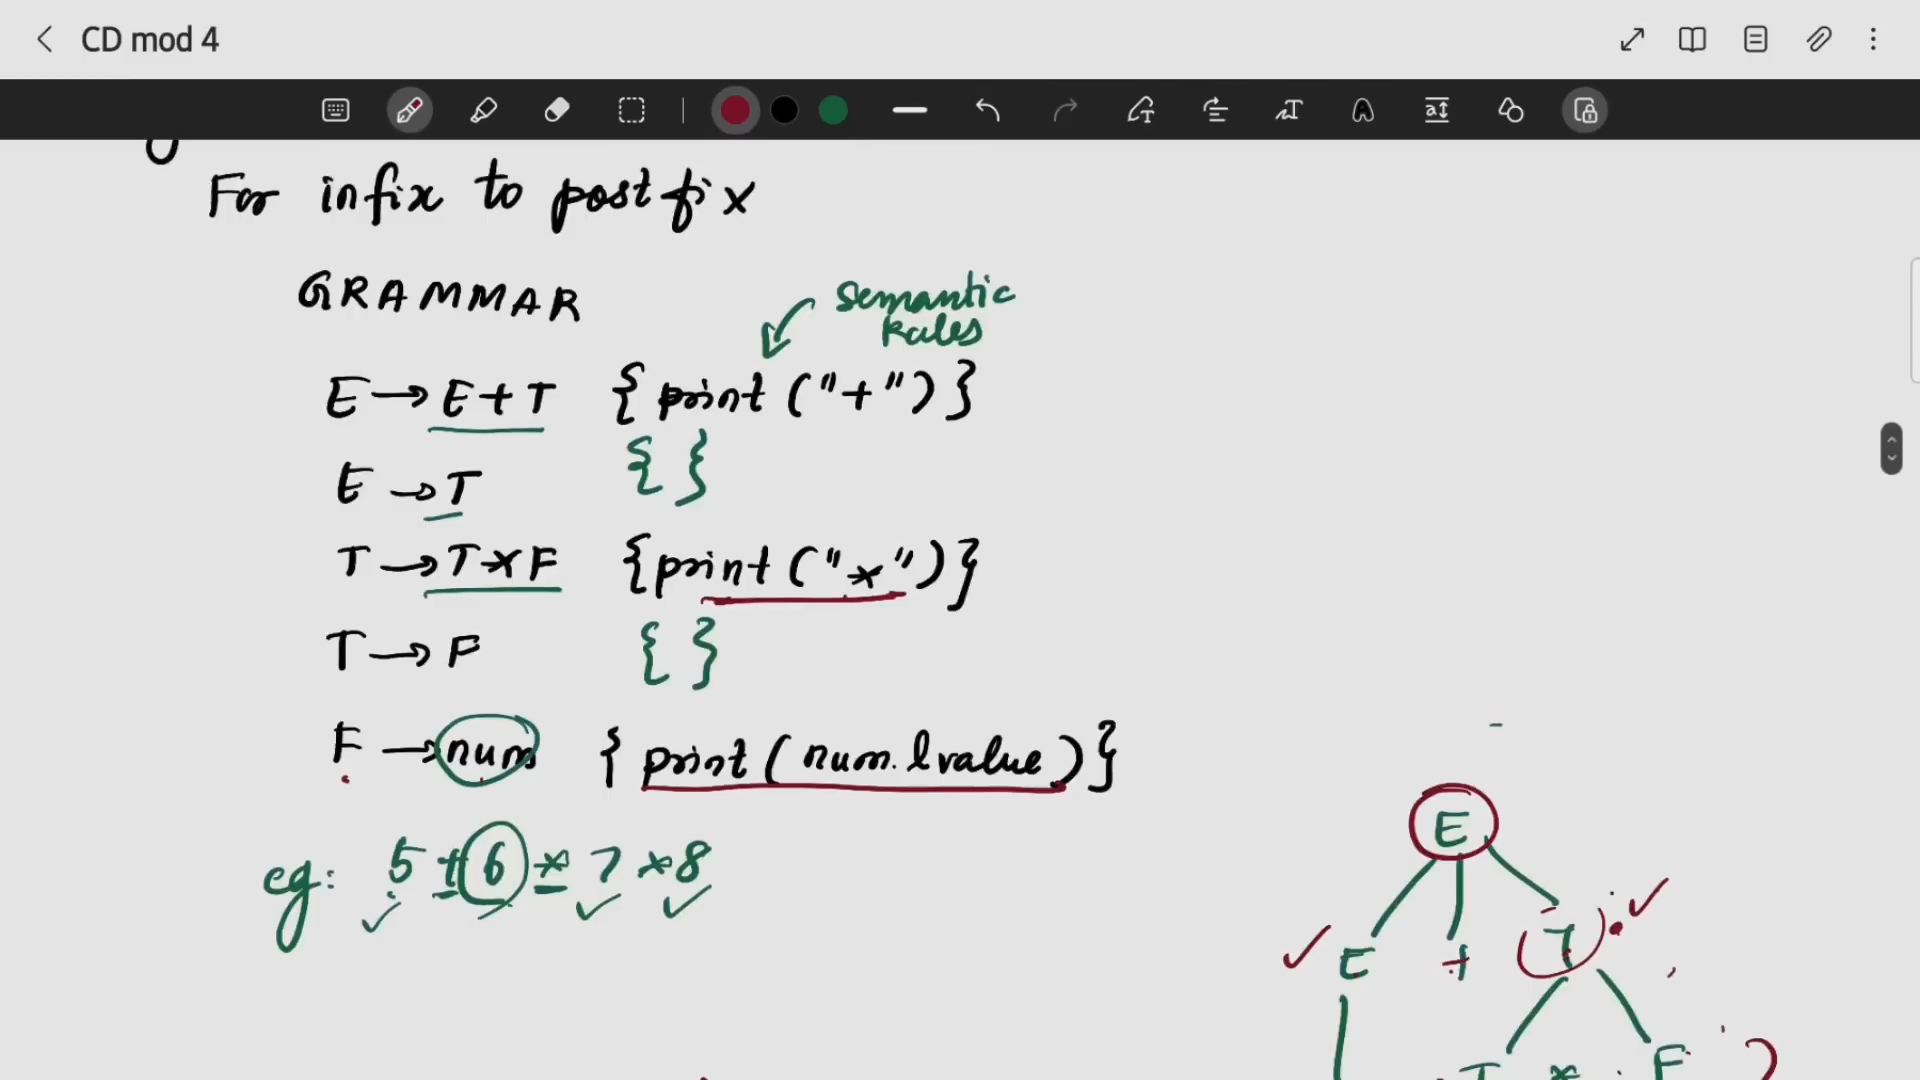 CD mod 4
For infix to postfix
GRAMMAR
Semantic
Rules
E → E + T { print ("+") }
E → T { }
T → T * F { print ("*") }
T → F { }
F → num { print ( num. lvalue ) }
eg: 5 + 6 * 7 * 8
E
E + T
T * F